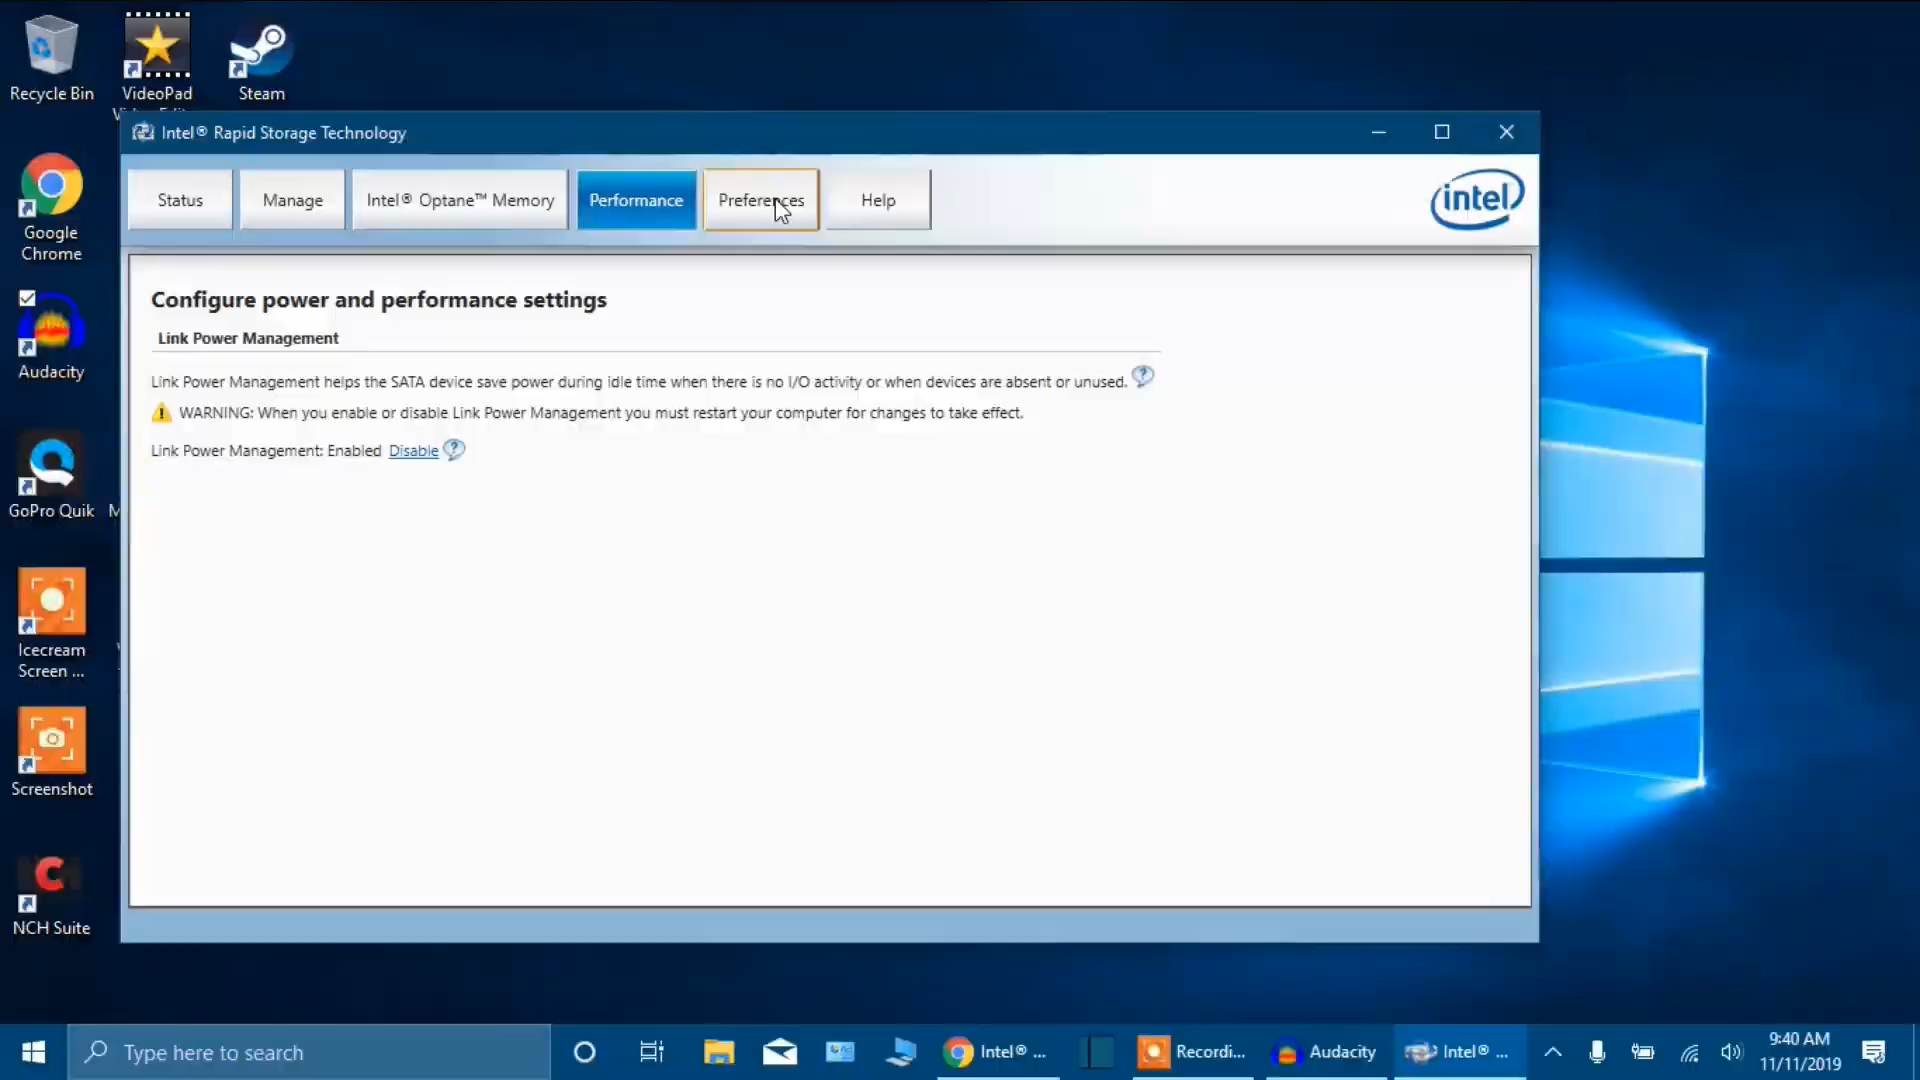 Recycle Bin
VideoPad
Steam
Intel® Rapid Storage Technology
Status
Manage
Intel® Optane™ Memory
Performance
Preferences
Help
intel
Google
Chrome
Configure power and performance settings
Link Power Management
Link Power Management helps the SATA device save power during idle time when there is no I/O activity or when devices are absent or unused.
WARNING: When you enable or disable Link Power Management you must restart your computer for changes to take effect.
Link Power Management: Enabled Disable
Audacity
GoPro Quik
Icecream
Screen ...
Screenshot
NCH Suite
Type here to search
Intel® ...
Recordi...
Audacity
Intel® ...
9:40 AM
11/11/2019